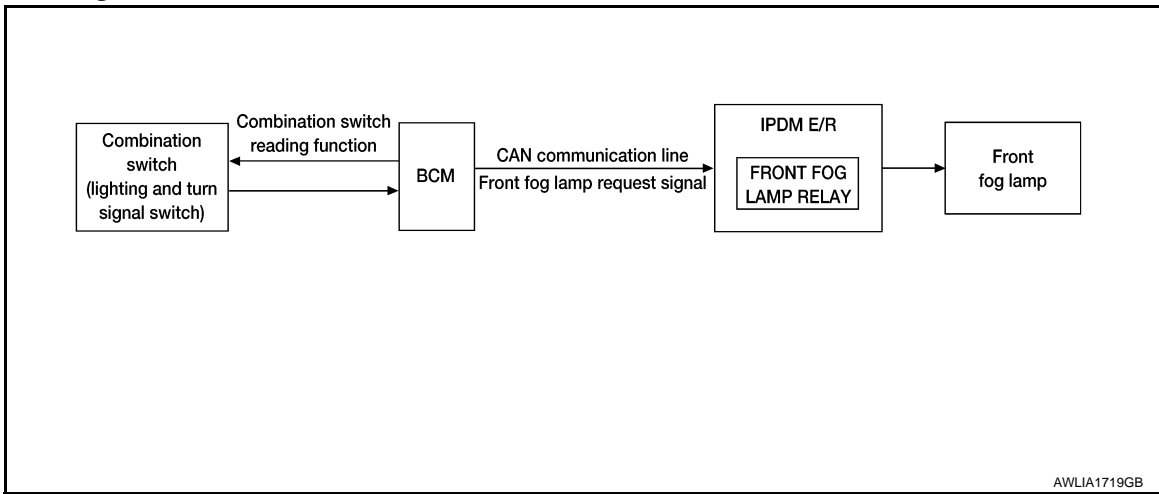 Combination
switch
(lighting and turn
signal switch)
Combination switch
reading function
BCM
CAN communication line
Front fog lamp request signal
IPDM E/R
FRONT FOG
LAMP RELAY
Front
fog lamp
AWLIA1719GB